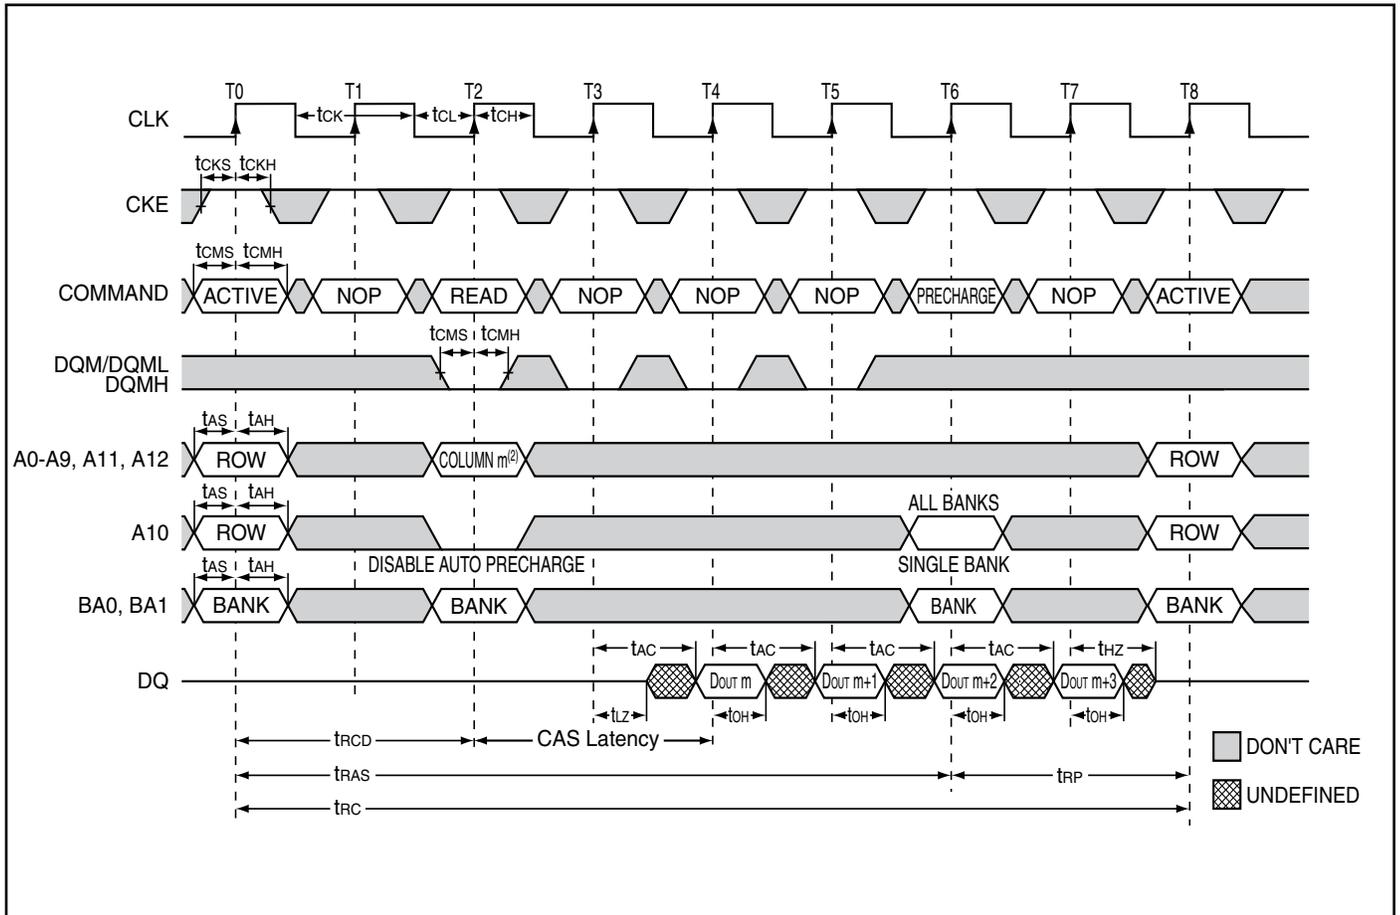 T0 T1 T2 T3 T4 T5 T6 T7 T8
CLK tCK tCL tCH
tCKS tCKH
CKE
tCMS tCMH
COMMAND ACTIVE NOP READ NOP NOP NOP PRECHARGE NOP ACTIVE
tCMS tCMH
DQM/DQML
DQMH
tAS tAH
A0-A9, A11, A12 ROW COLUMN m(2) ROW
tAS tAH ALL BANKS
A10 ROW ROW
DISABLE AUTO PRECHARGE SINGLE BANK
tAS tAH
BA0, BA1 BANK BANK BANK BANK
tAC tAC tAC tAC tHZ
DQ DOUT m DOUT m+1 DOUT m+2 DOUT m+3
tLZ tOH tOH tOH tOH
tRCD CAS Latency
DON'T CARE
tRAS tRP
UNDEFINED
tRC